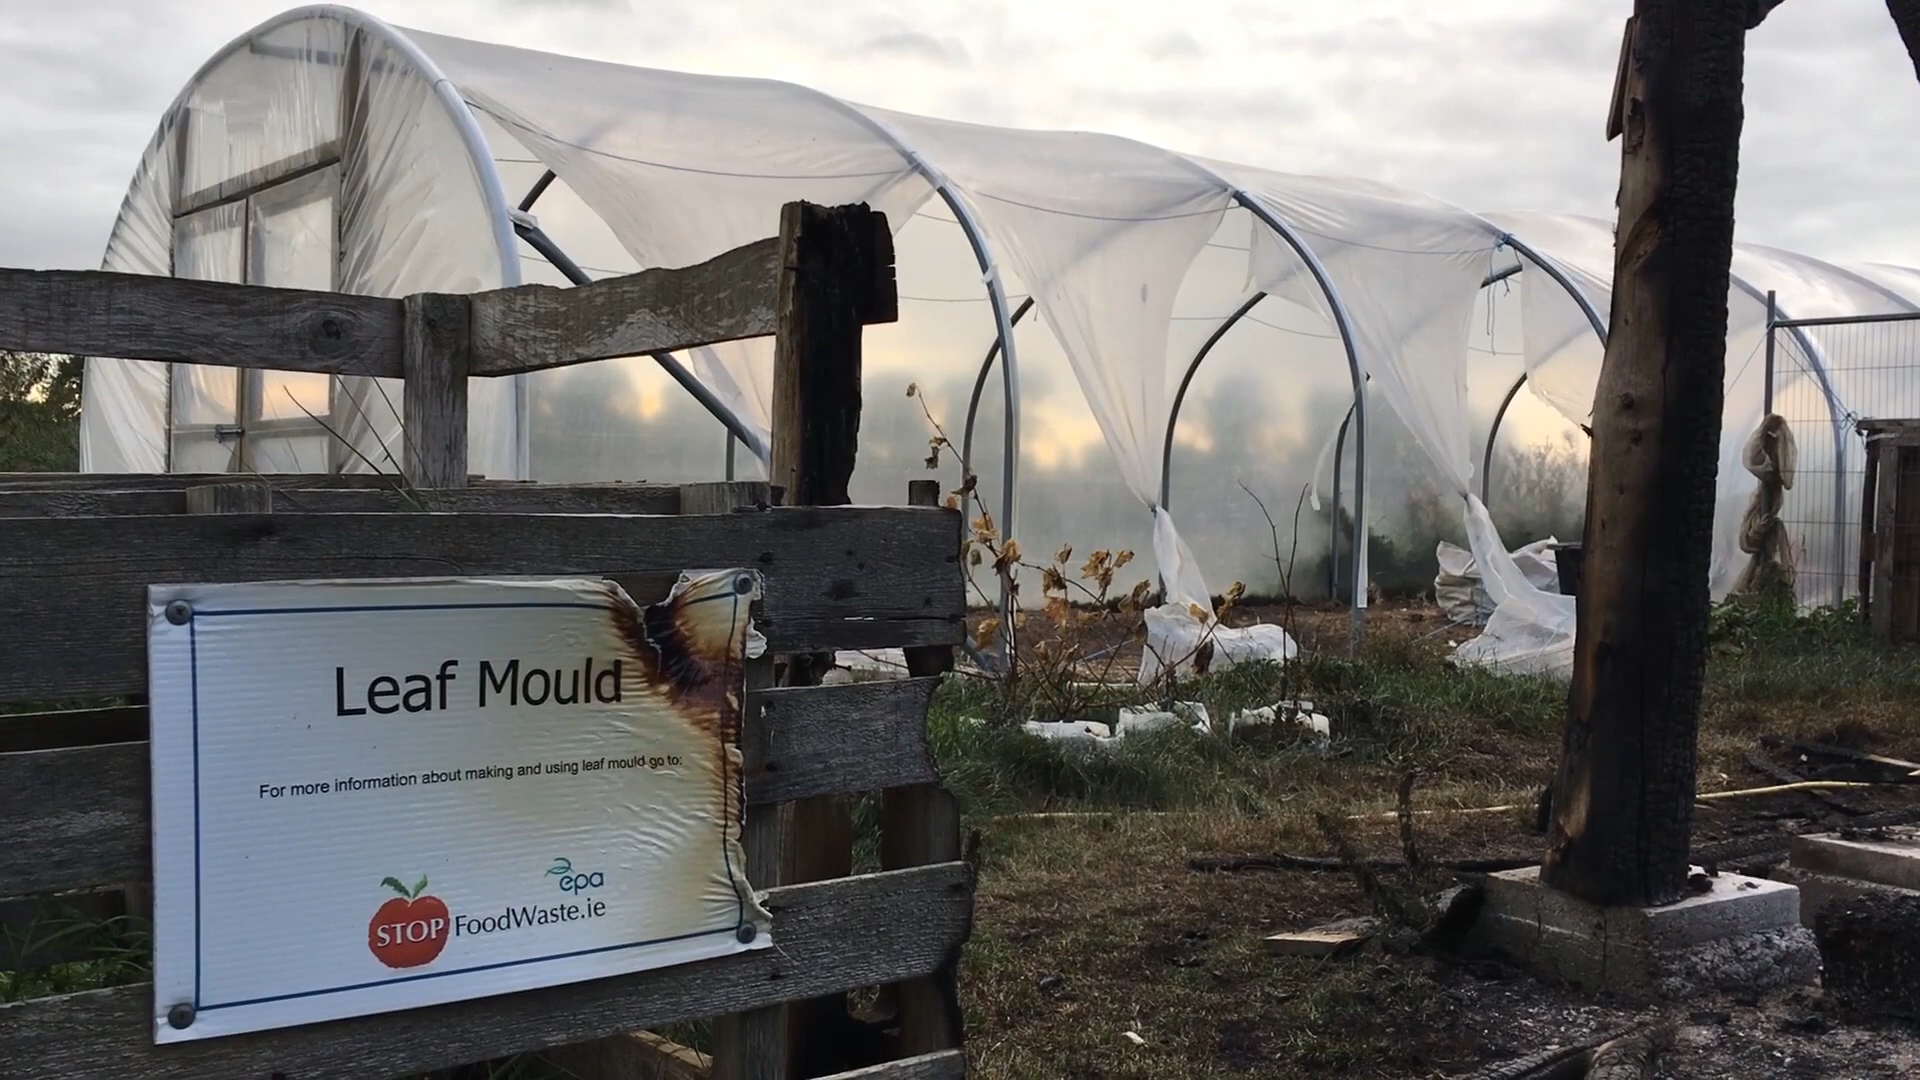 Leaf Mould
For more information about making and using leaf mould go to:
epa
STOP FoodWaste.ie